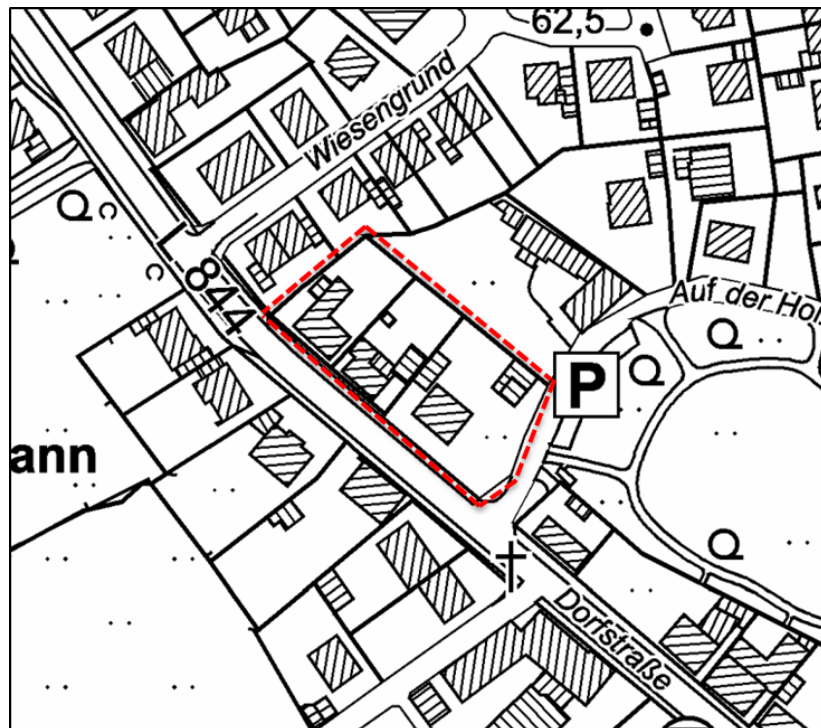 62,5
Wiesengrund
844
Auf der Hol
P
ann
Dorfstraße